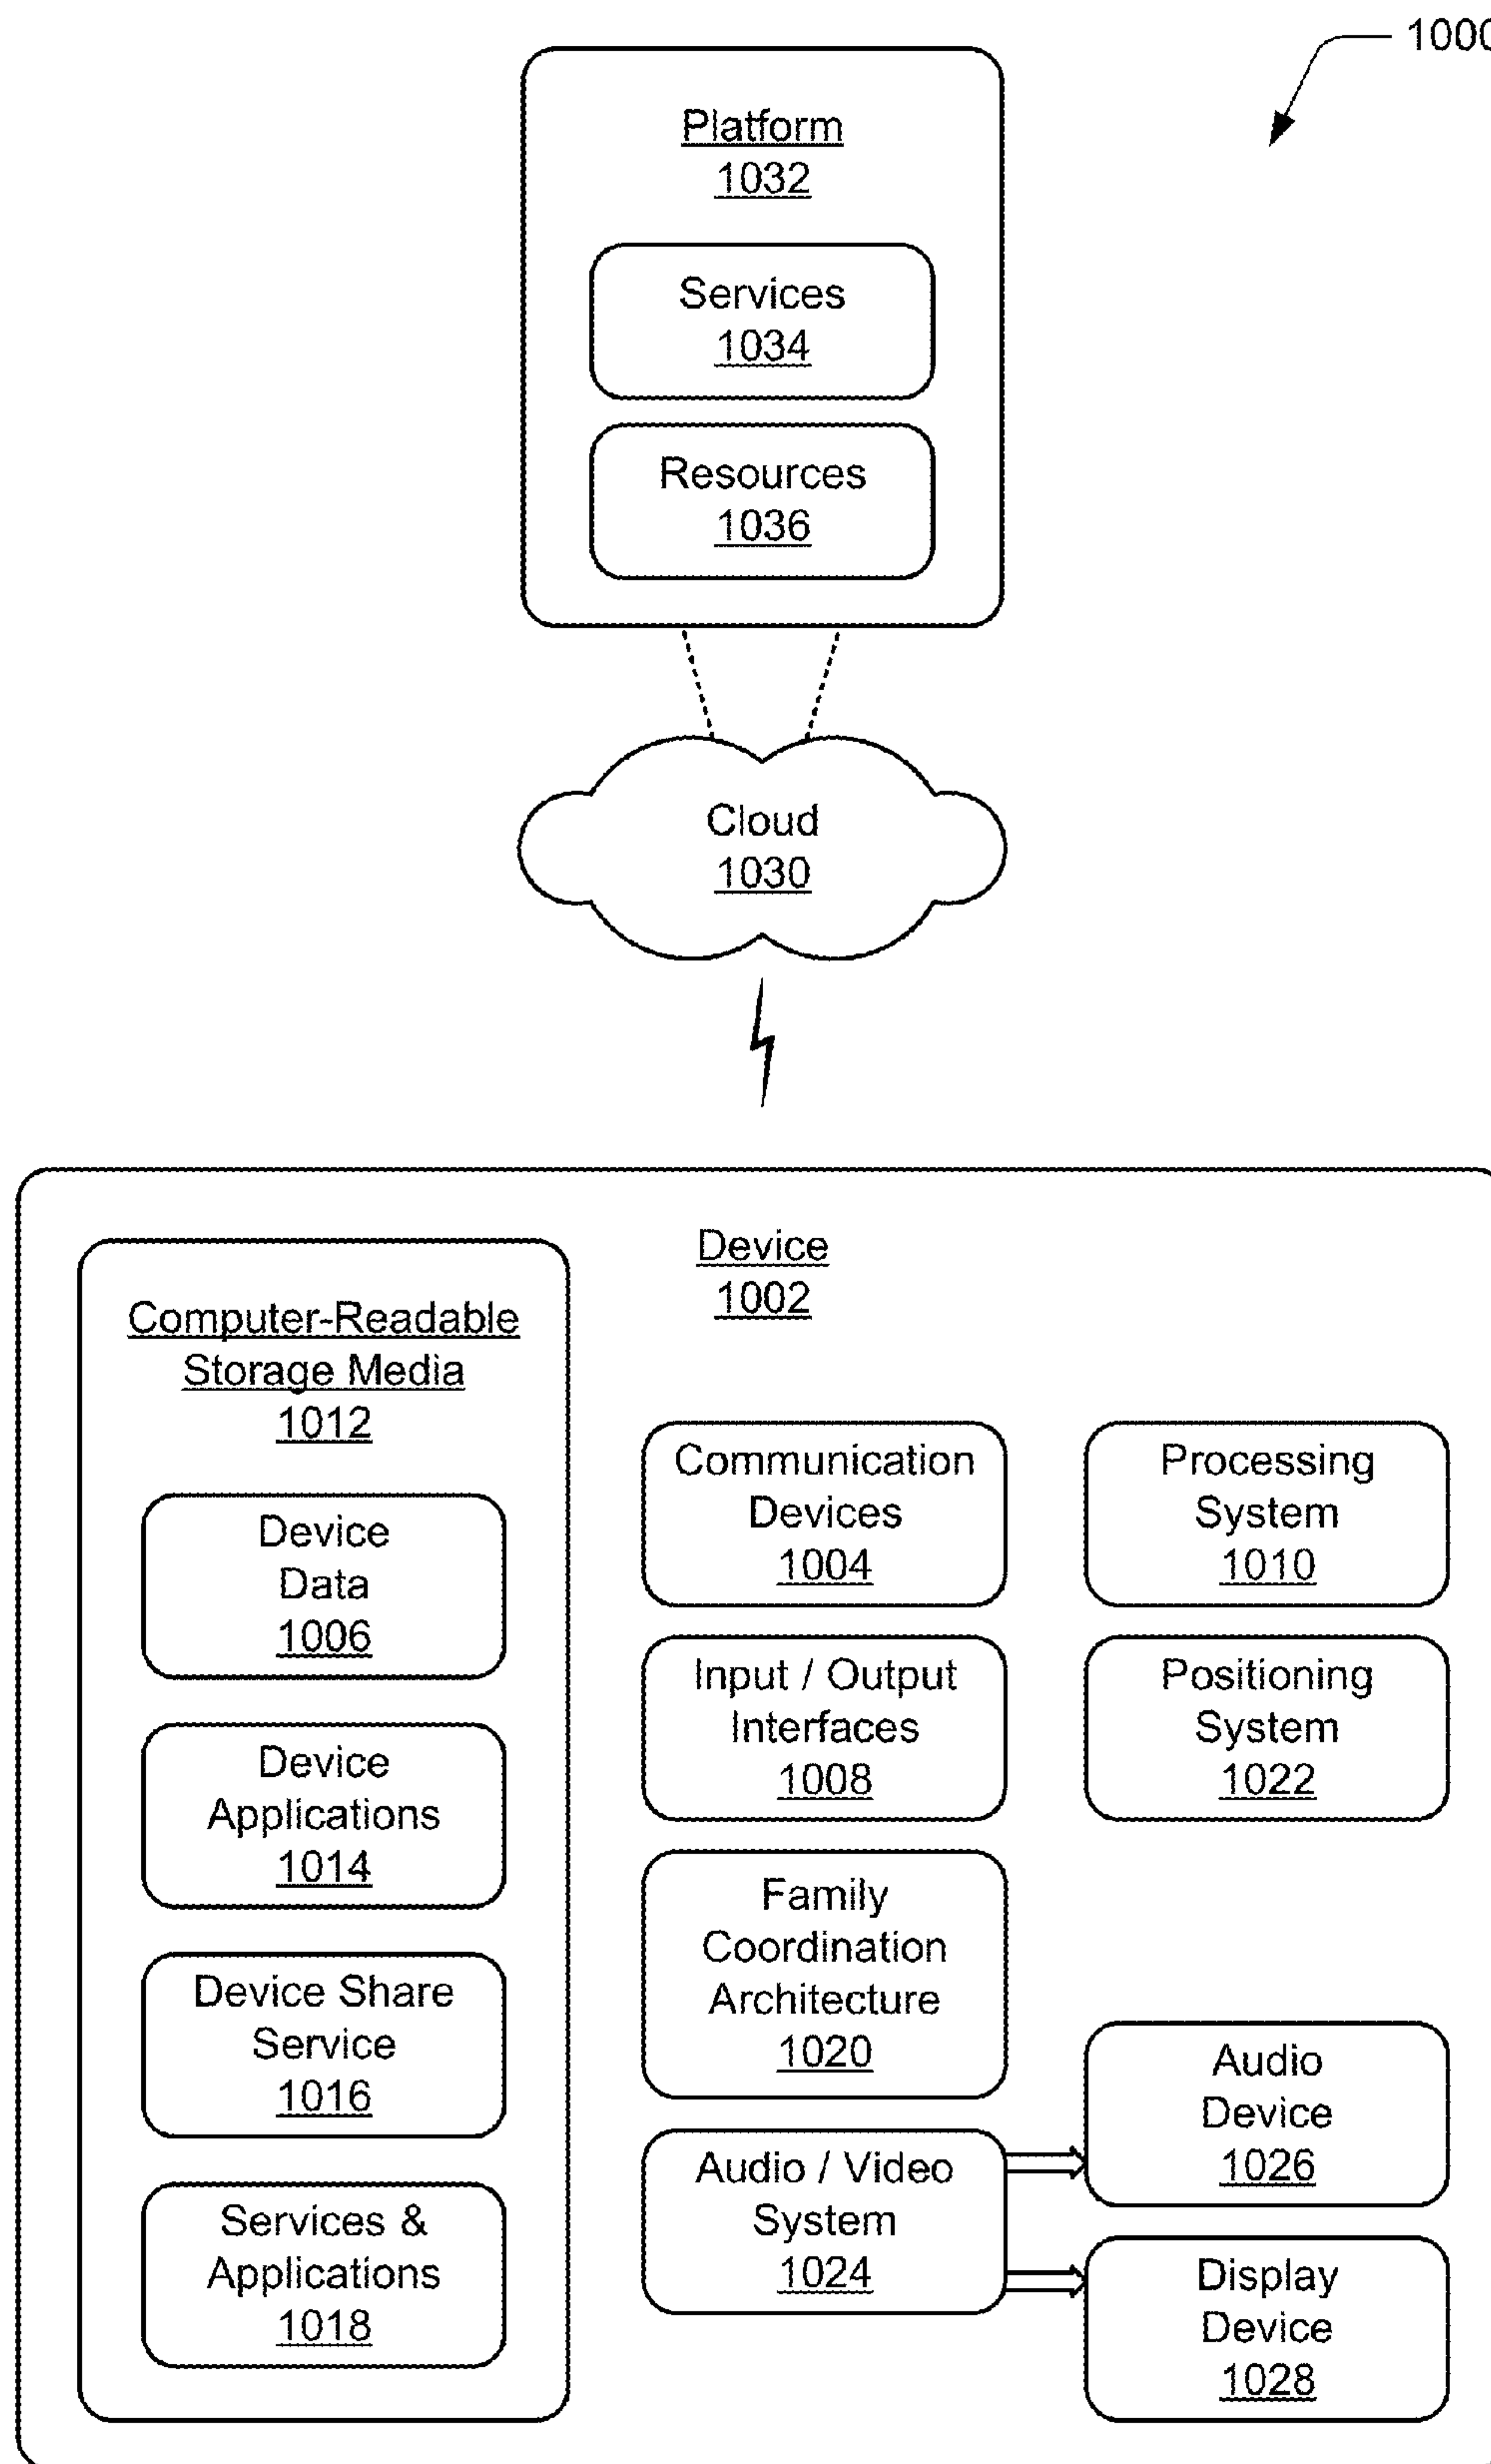 1000
Platform
1032
Services
1034
Resources
1036
Cloud
1030
Device
1002
Computer-Readable
Storage Media
1012
Device
Data
1006
Device
Applications
1014
Device Share
Service
1016
Services &
Applications
1018
Communication
Devices
1004
Processing
System
1010
Input / Output
Interfaces
1008
Positioning
System
1022
Family
Coordination
Architecture
1020
Audio / Video
System
1024
Audio
Device
1026
Display
Device
1028